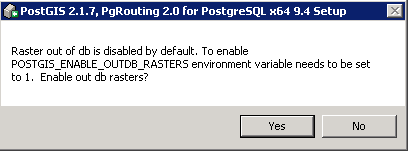 PostGIS 2.1.7, PgRouting 2.0 for PostgreSQL x64 9.4 Setup
Raster out of db is disabled by default. To enable
POSTGIS_ENABLE_OUTDB_RASTERS environment variable needs to be set
to 1.  Enable out db rasters?
Yes
No